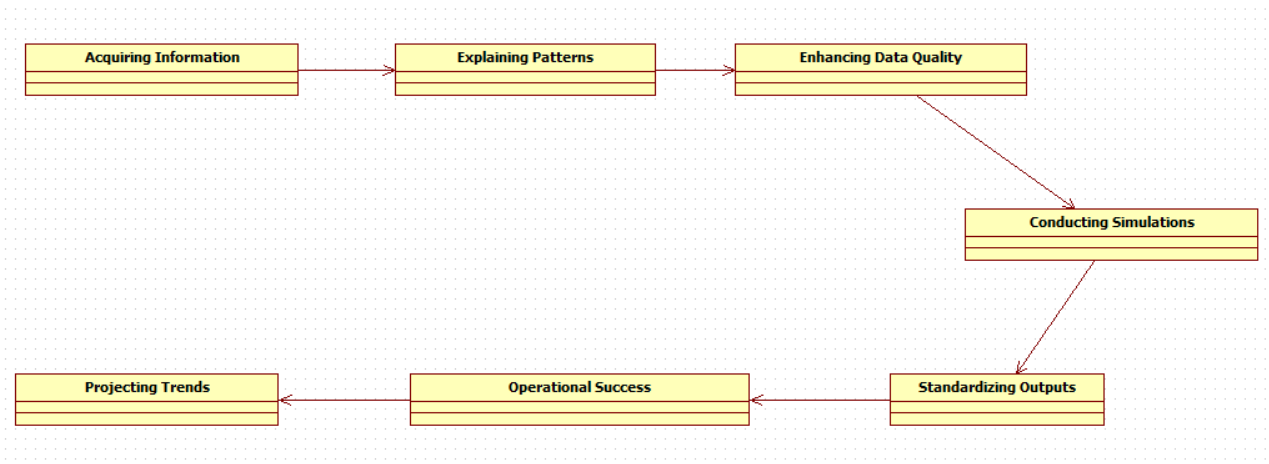 Acquiring Information
Explaining Patterns
Enhancing Data Quality
Conducting Simulations
Standardizing Outputs
Operational Success
Projecting Trends